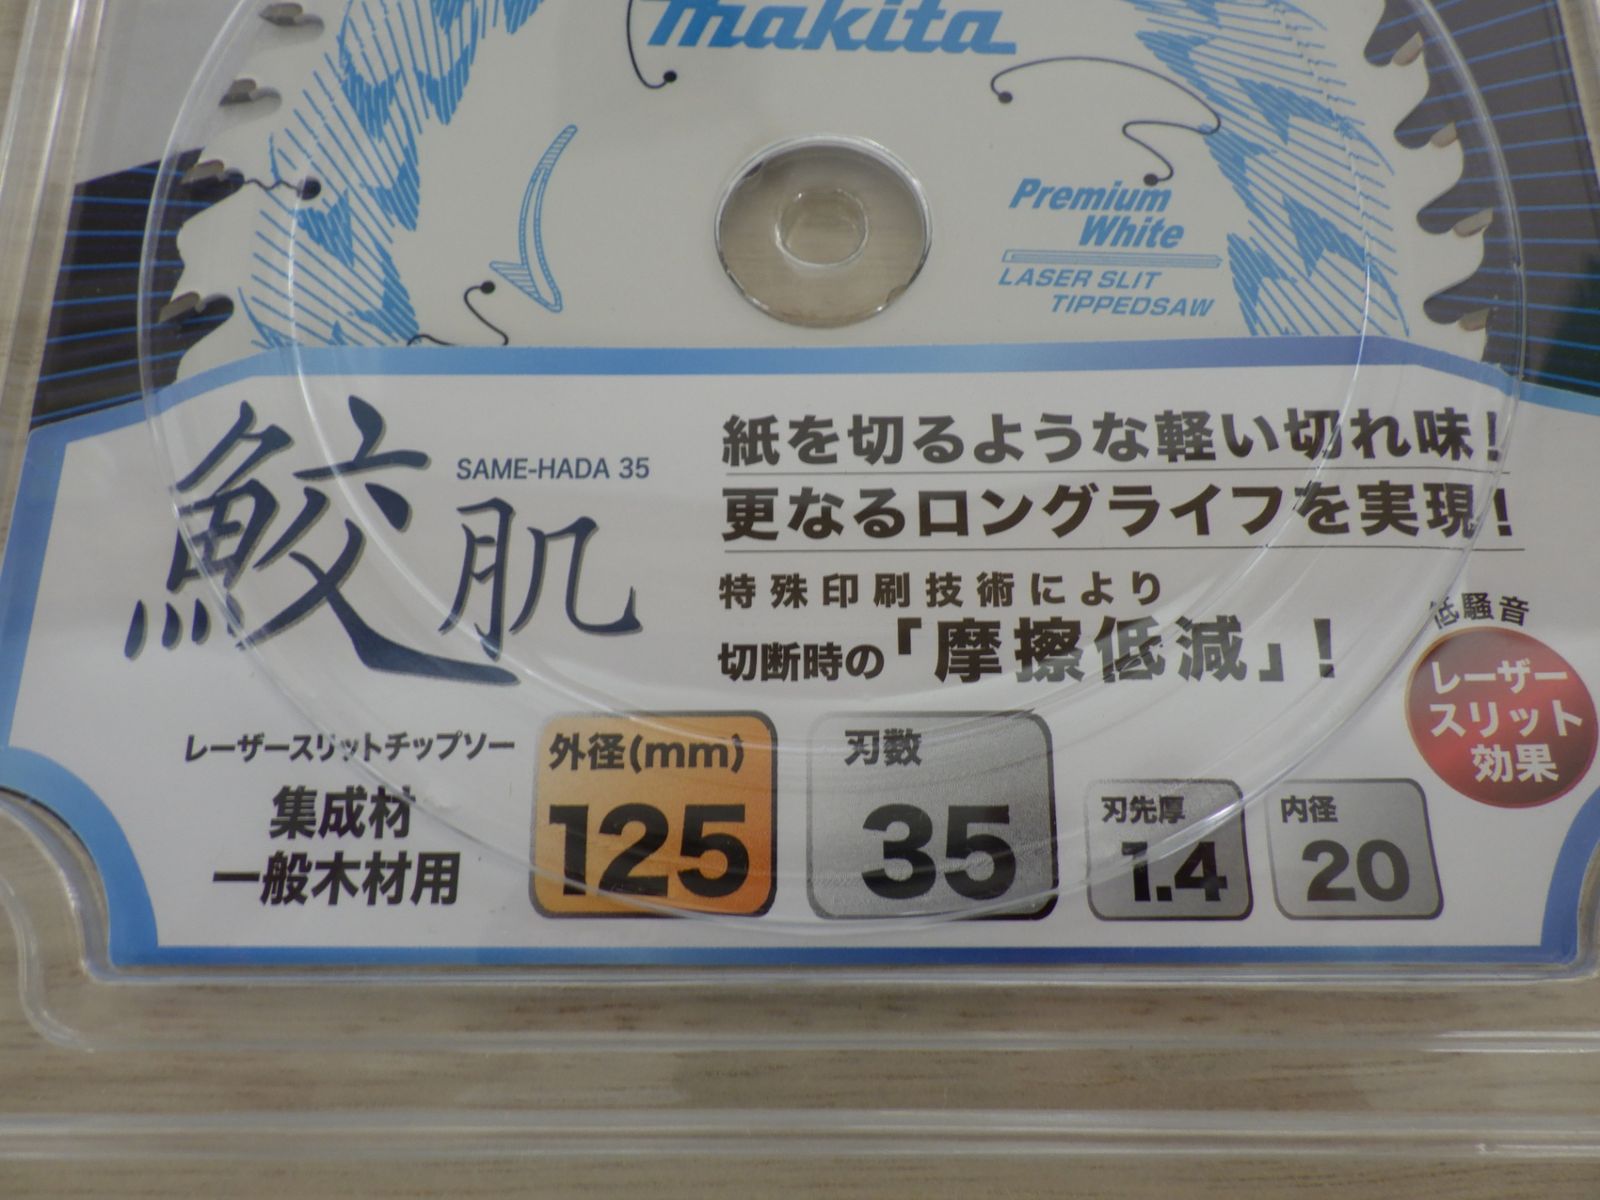 makita
Premium
White
LASER SLIT
TIPPEDSAW
鮫肌
SAME-HADA 35
紙を切るような軽い切れ味!
更なるロングライフを実現!
特殊印刷技術により
切断時の「摩擦低減」!
低騒音
レーザー
スリット
効果
レーザースリットチップソー
集成材
一般木材用
外径(mm)
125
刃数
35
刃先厚
1.4
内径
20